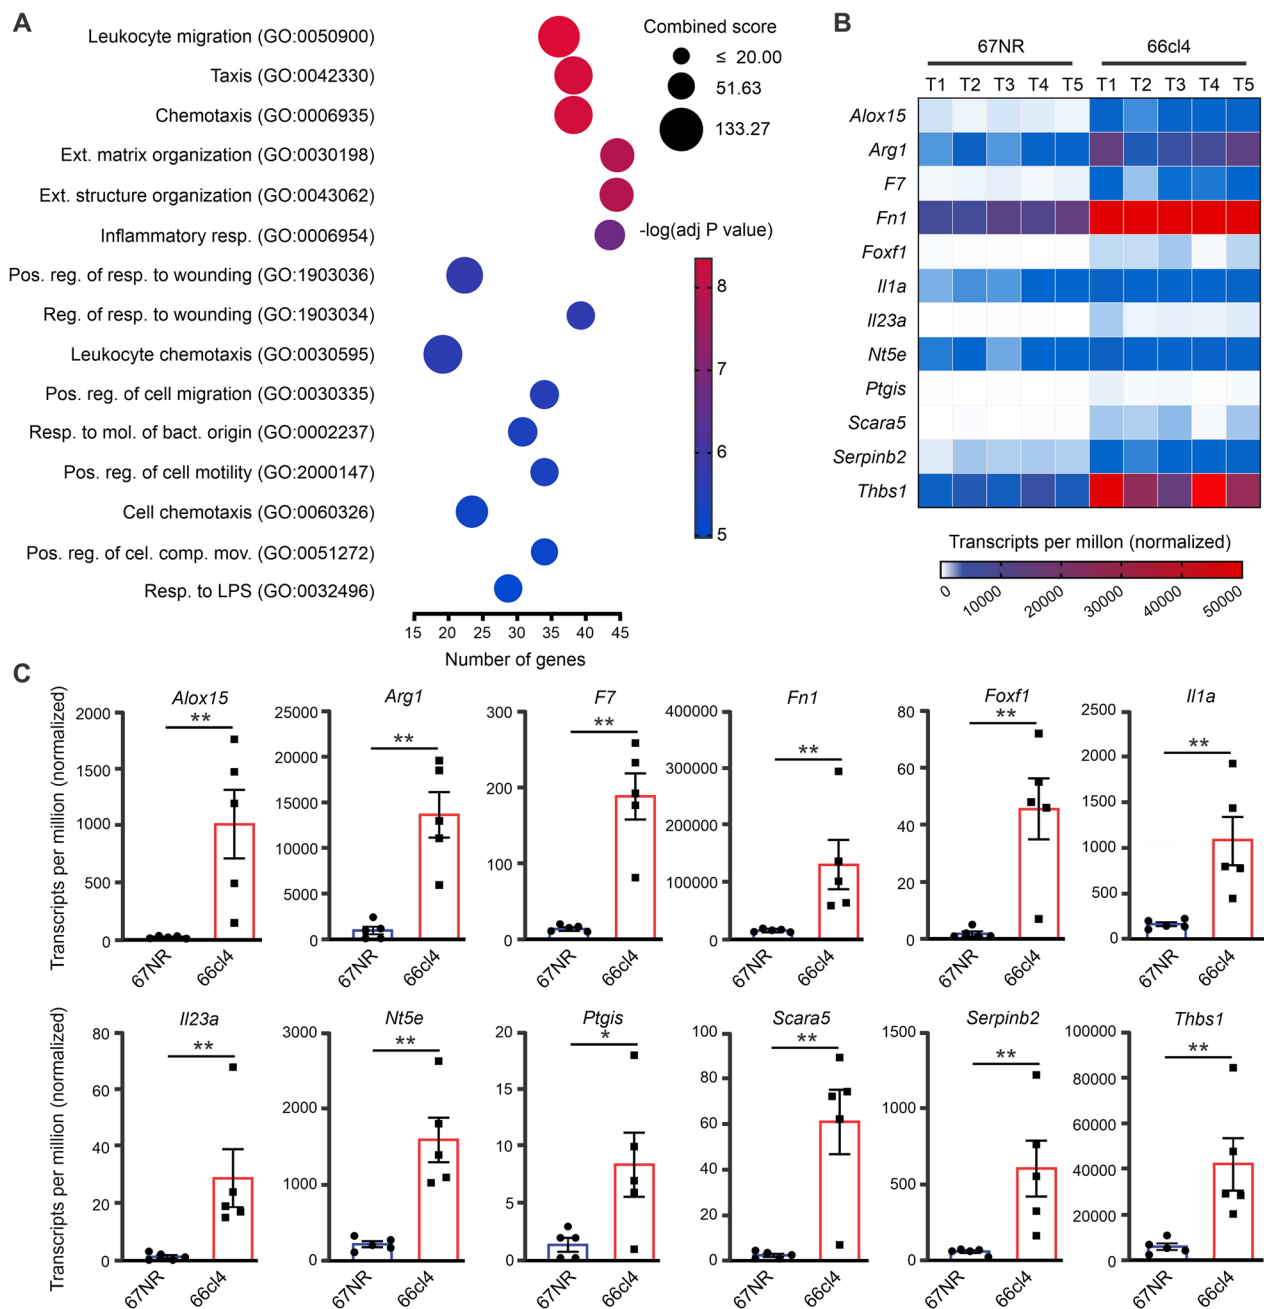 A
Leukocyte migration (GO:0050900)
Taxis (GO:0042330)
Chemotaxis (GO:0006935)
Ext. matrix organization (GO:0030198)
Ext. structure organization (GO:0043062)
Inflammatory resp. (GO:0006954)
Pos. reg. of resp. to wounding (GO:1903036)
Reg. of resp. to wounding (GO:1903034)
Leukocyte chemotaxis (GO:0030595)
Pos. reg. of cell migration (GO:0030335)
Resp. to mol. of bact. origin (GO:0002237)
Pos. reg. of cell motility (GO:2000147)
Cell chemotaxis (GO:0060326)
Pos. reg. of cel. comp. mov. (GO:0051272)
Resp. to LPS (GO:0032496)
15 20 25 30 35 40 45
Number of genes
Combined score
≤ 20.00
51.63
133.27
-log(adj P value)
8
7
6
5
B
67NR 66cl4
T1 T2 T3 T4 T5 T1 T2 T3 T4 T5
Alox15
Arg1
F7
Fn1
Foxf1
Il1a
Il23a
Nt5e
Ptgis
Scara5
Serpinb2
Thbs1
Transcripts per millon (normalized)
0 10000 20000 30000 40000 50000
C
Transcripts per million (normalized)
Alox15
**
2000
1500
1000
500
0
67NR 66cl4
Arg1
**
25000
20000
15000
10000
5000
0
67NR 66cl4
F7
**
300
200
100
0
67NR 66cl4
Fn1
**
400000
300000
200000
100000
0
67NR 66cl4
Foxf1
**
80
60
40
20
0
67NR 66cl4
Il1a
**
2500
2000
1500
1000
500
0
67NR 66cl4
Transcripts per million (normalized)
Il23a
**
80
60
40
20
0
67NR 66cl4
Nt5e
**
3000
2000
1000
0
67NR 66cl4
Ptgis
*
20
15
10
5
0
67NR 66cl4
Scara5
**
100
80
60
40
20
0
67NR 66cl4
Serpinb2
**
1500
1000
500
0
67NR 66cl4
Thbs1
**
100000
80000
60000
40000
20000
0
67NR 66cl4